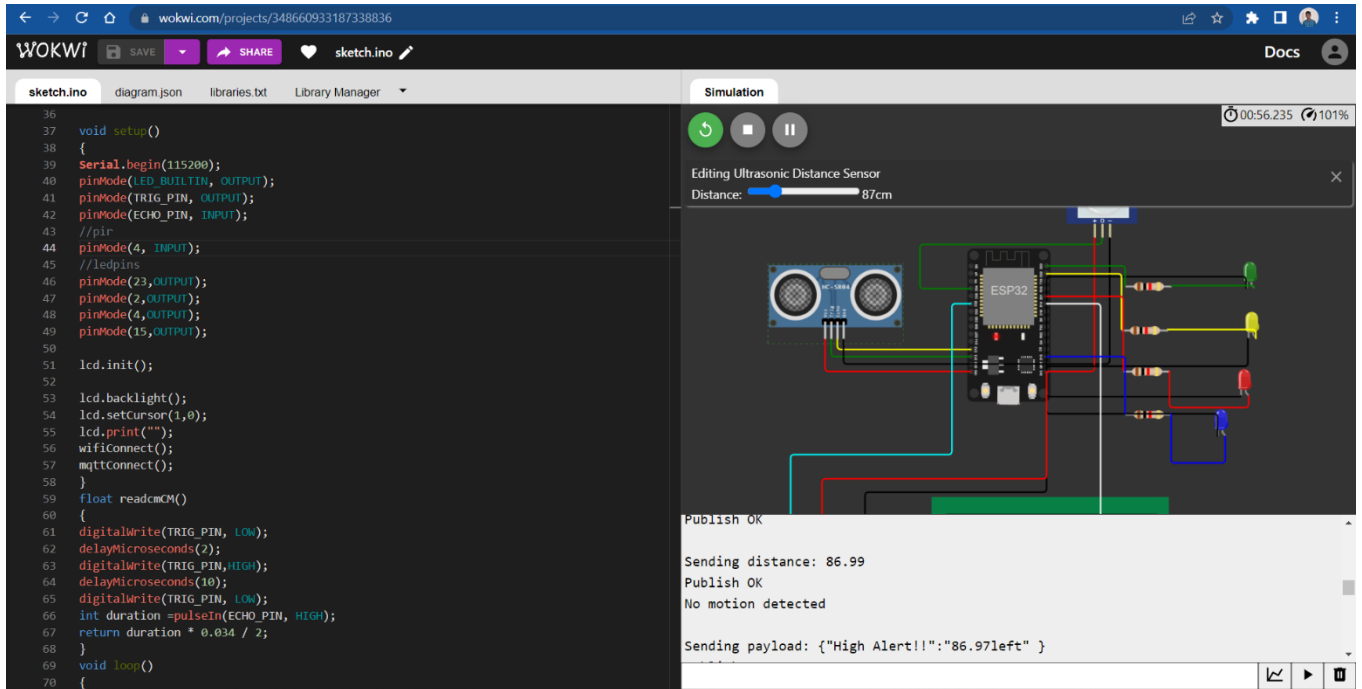 wokwi.com/projects/348660933187338836
WOKWi SAVE SHARE sketch.ino Docs
sketch.ino diagram.json libraries.txt Library Manager
36
37 void setup()
38 {
39 Serial.begin(115200);
40 pinMode(LED_BUILTIN, OUTPUT);
41 pinMode(TRIG_PIN, OUTPUT);
42 pinMode(ECHO_PIN, INPUT);
43 //pir
44 pinMode(4, INPUT);
45 //ledpins
46 pinMode(23,OUTPUT);
47 pinMode(2,OUTPUT);
48 pinMode(4,OUTPUT);
49 pinMode(15,OUTPUT);
50
51 lcd.init();
52
53 lcd.backlight();
54 lcd.setCursor(1,0);
55 lcd.print("");
56 wifiConnect();
57 mqttConnect();
58 }
59 float readcmCM()
60 {
61 digitalWrite(TRIG_PIN, LOW);
62 delayMicroseconds(2);
63 digitalWrite(TRIG_PIN,HIGH);
64 delayMicroseconds(10);
65 digitalWrite(TRIG_PIN, LOW);
66 int duration =pulseIn(ECHO_PIN, HIGH);
67 return duration * 0.034 / 2;
68 }
69 void loop()
70 {
Simulation
00:56.235 101%
Editing Ultrasonic Distance Sensor
Distance: 87cm
HC-SR04
ESP32
Publish OK
Sending distance: 86.99
Publish OK
No motion detected
Sending payload: {"High Alert!!":"86.97left" }